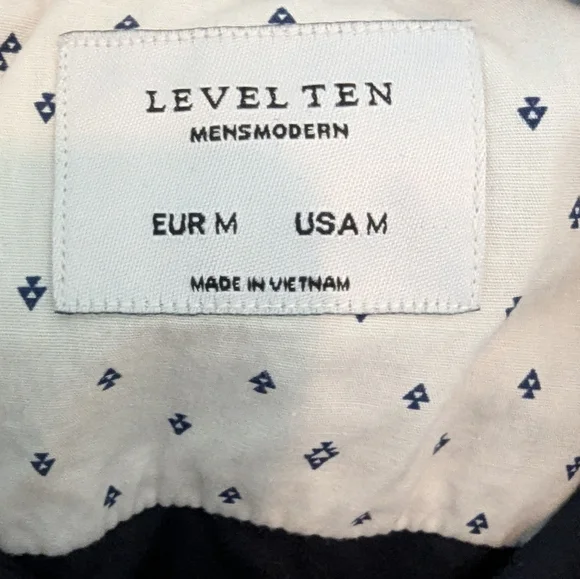 LEVEL TEN
MENSMODERN
EUR M USA M
MADE IN VIETNAM